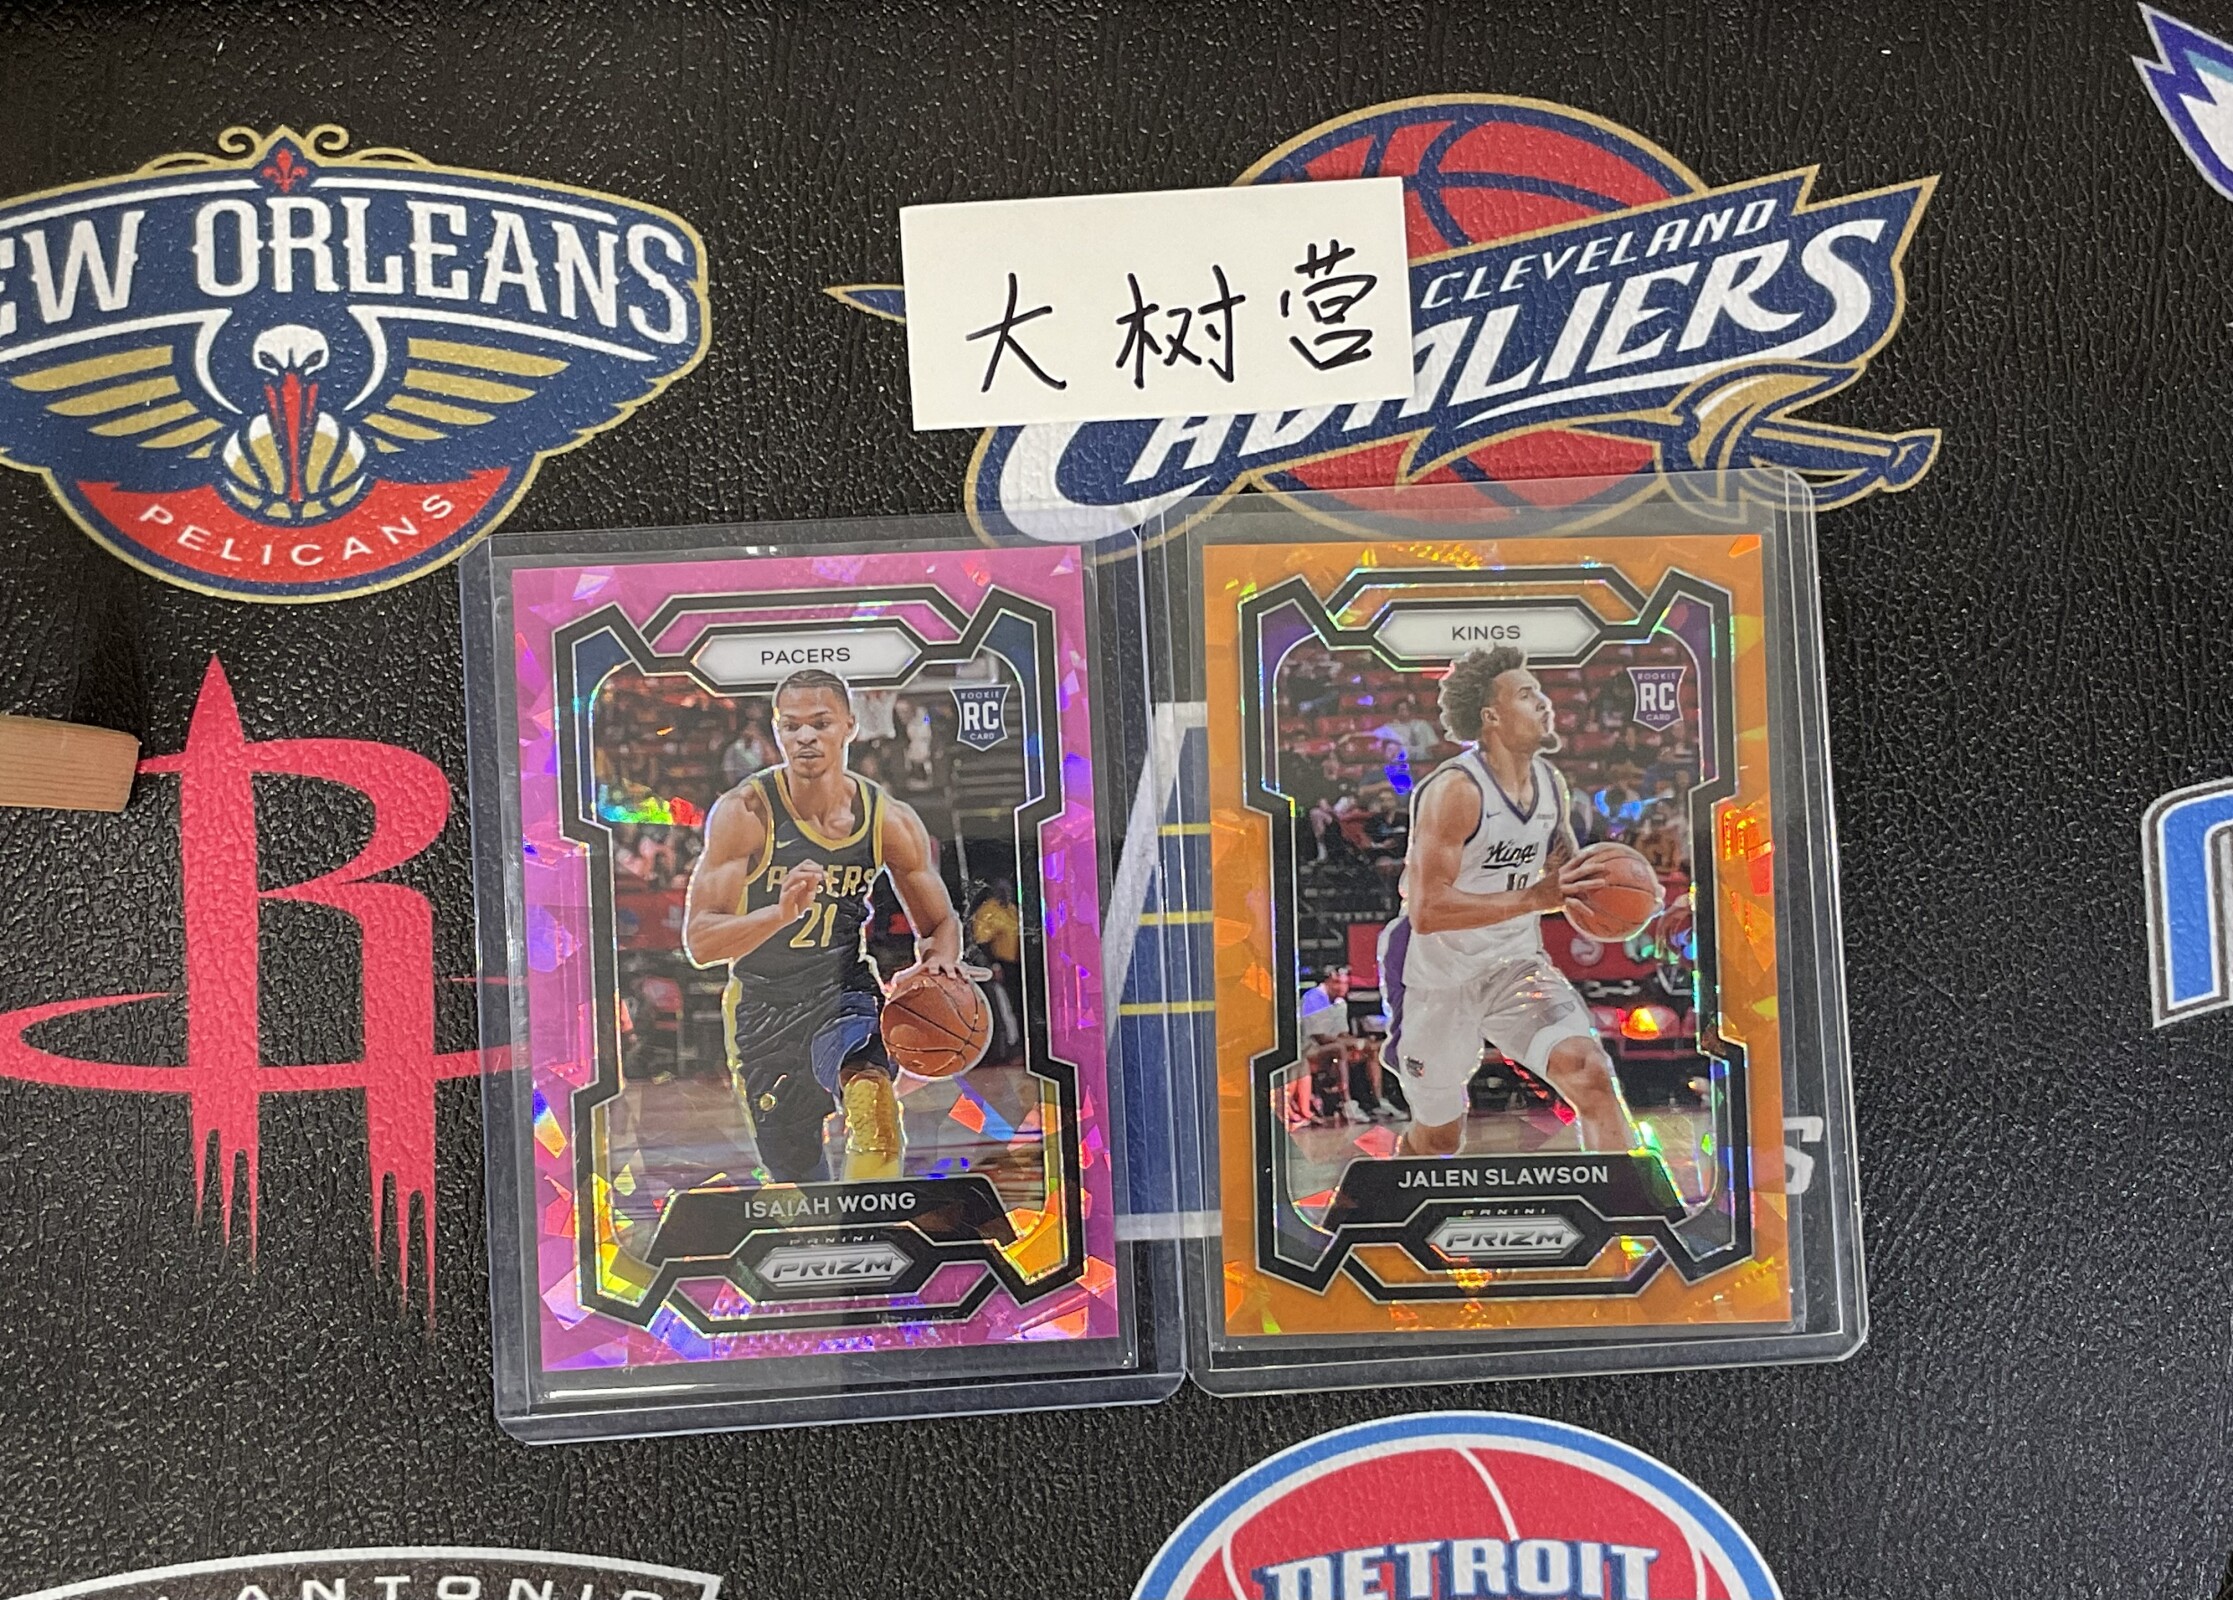 NEW ORLEANS
PELICANS
CLEVELAND
CAVALIERS
大树营
PACERS
ROOKIE
RC
CARD
PACERS
21
ISAIAH WONG
PANINI
PRIZM
KINGS
ROOKIE
RC
CARD
Kings
JALEN SLAWSON
PANINI
PRIZM
R
ANTONIO
DETROIT